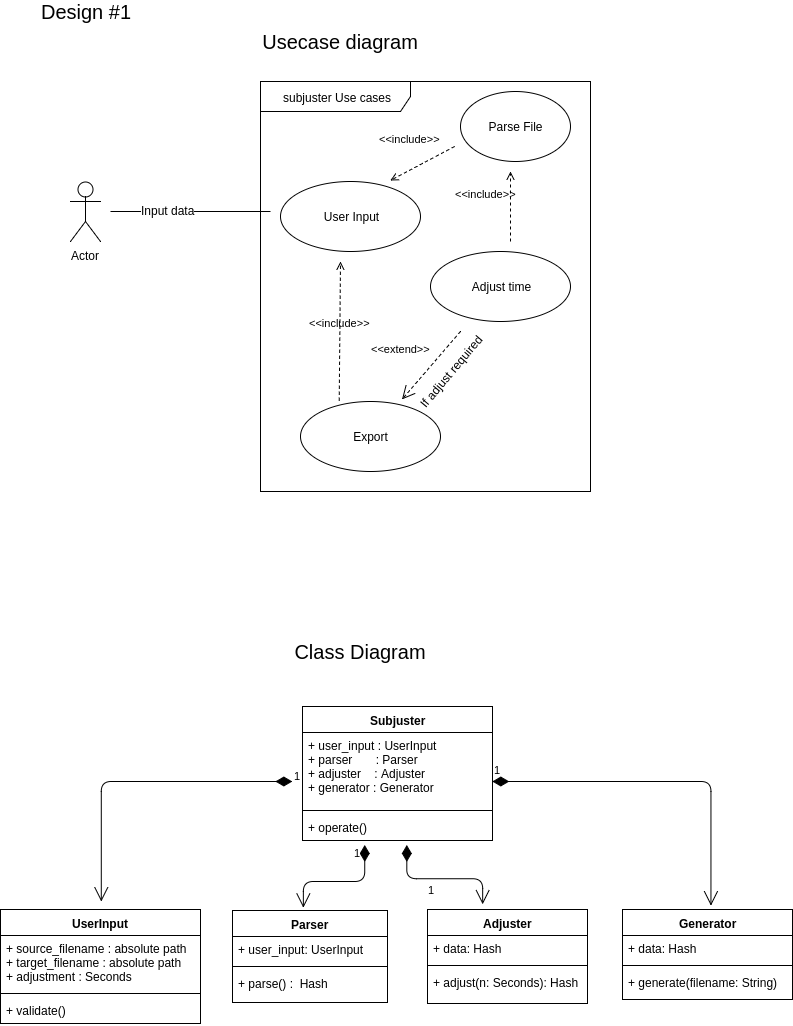 Design #1
Usecase diagram
subjuster Use cases
Parse File
<<include>>
<<include>>
User Input
Input data
Actor
Adjust time
<<include>>
<<extend>>
If adjust required
Export
Class Diagram
Subjuster
+ user_input : UserInput
+ parser : Parser
+ adjuster : Adjuster
+ generator : Generator
+ operate()
1
1
1
1
UserInput
+ source_filename : absolute path
+ target_filename : absolute path
+ adjustment : Seconds
+ validate()
Parser
+ user_input: UserInput
+ parse() : Hash
Adjuster
+ data: Hash
+ adjust(n: Seconds): Hash
Generator
+ data: Hash
+ generate(filename: String)